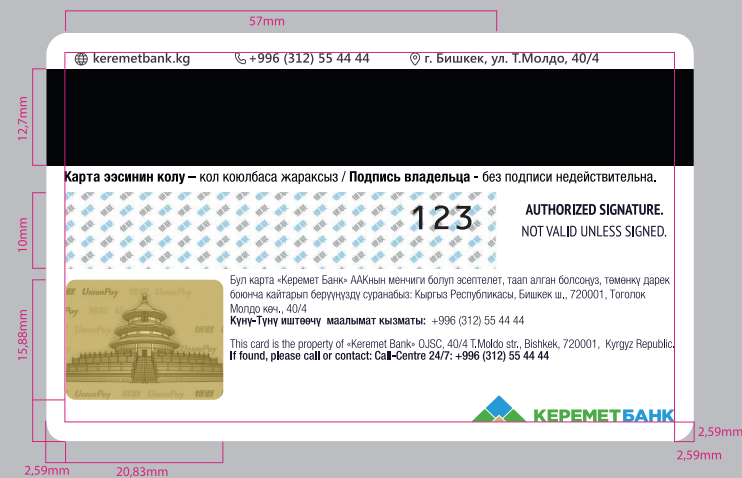 57mm
keremetbank.kg +996 (312) 55 44 44 г. Бишкек, ул. Т.Молдо, 40/4
12,7mm
Карта ээсинин колу – кол коюлбаса жараксыз / Подпись владельца - без подписи недействительна.
10mm
123
AUTHORIZED SIGNATURE.
NOT VALID UNLESS SIGNED.
15,88mm
UnionPay
UnionPay
Бул карта «Керемет Банк» ААКнын менчиги болуп эсептелет, таап алган болсоңуз, төмөнкү дарек
боюнча кайтарып берүүңүздү суранабыз: Кыргыз Республикасы, Бишкек ш., 720001, Тоголок
Молдо көч., 40/4
Күнү-Түнү иштөөчү маалымат кызматы: +996 (312) 55 44 44
This card is the property of «Keremet Bank» OJSC, 40/4 T.Moldo str., Bishkek, 720001, Kyrgyz Republic.
If found, please call or contact: Call-Centre 24/7: +996 (312) 55 44 44
КЕРЕМЕТБАНК
2,59mm
2,59mm
2,59mm
20,83mm